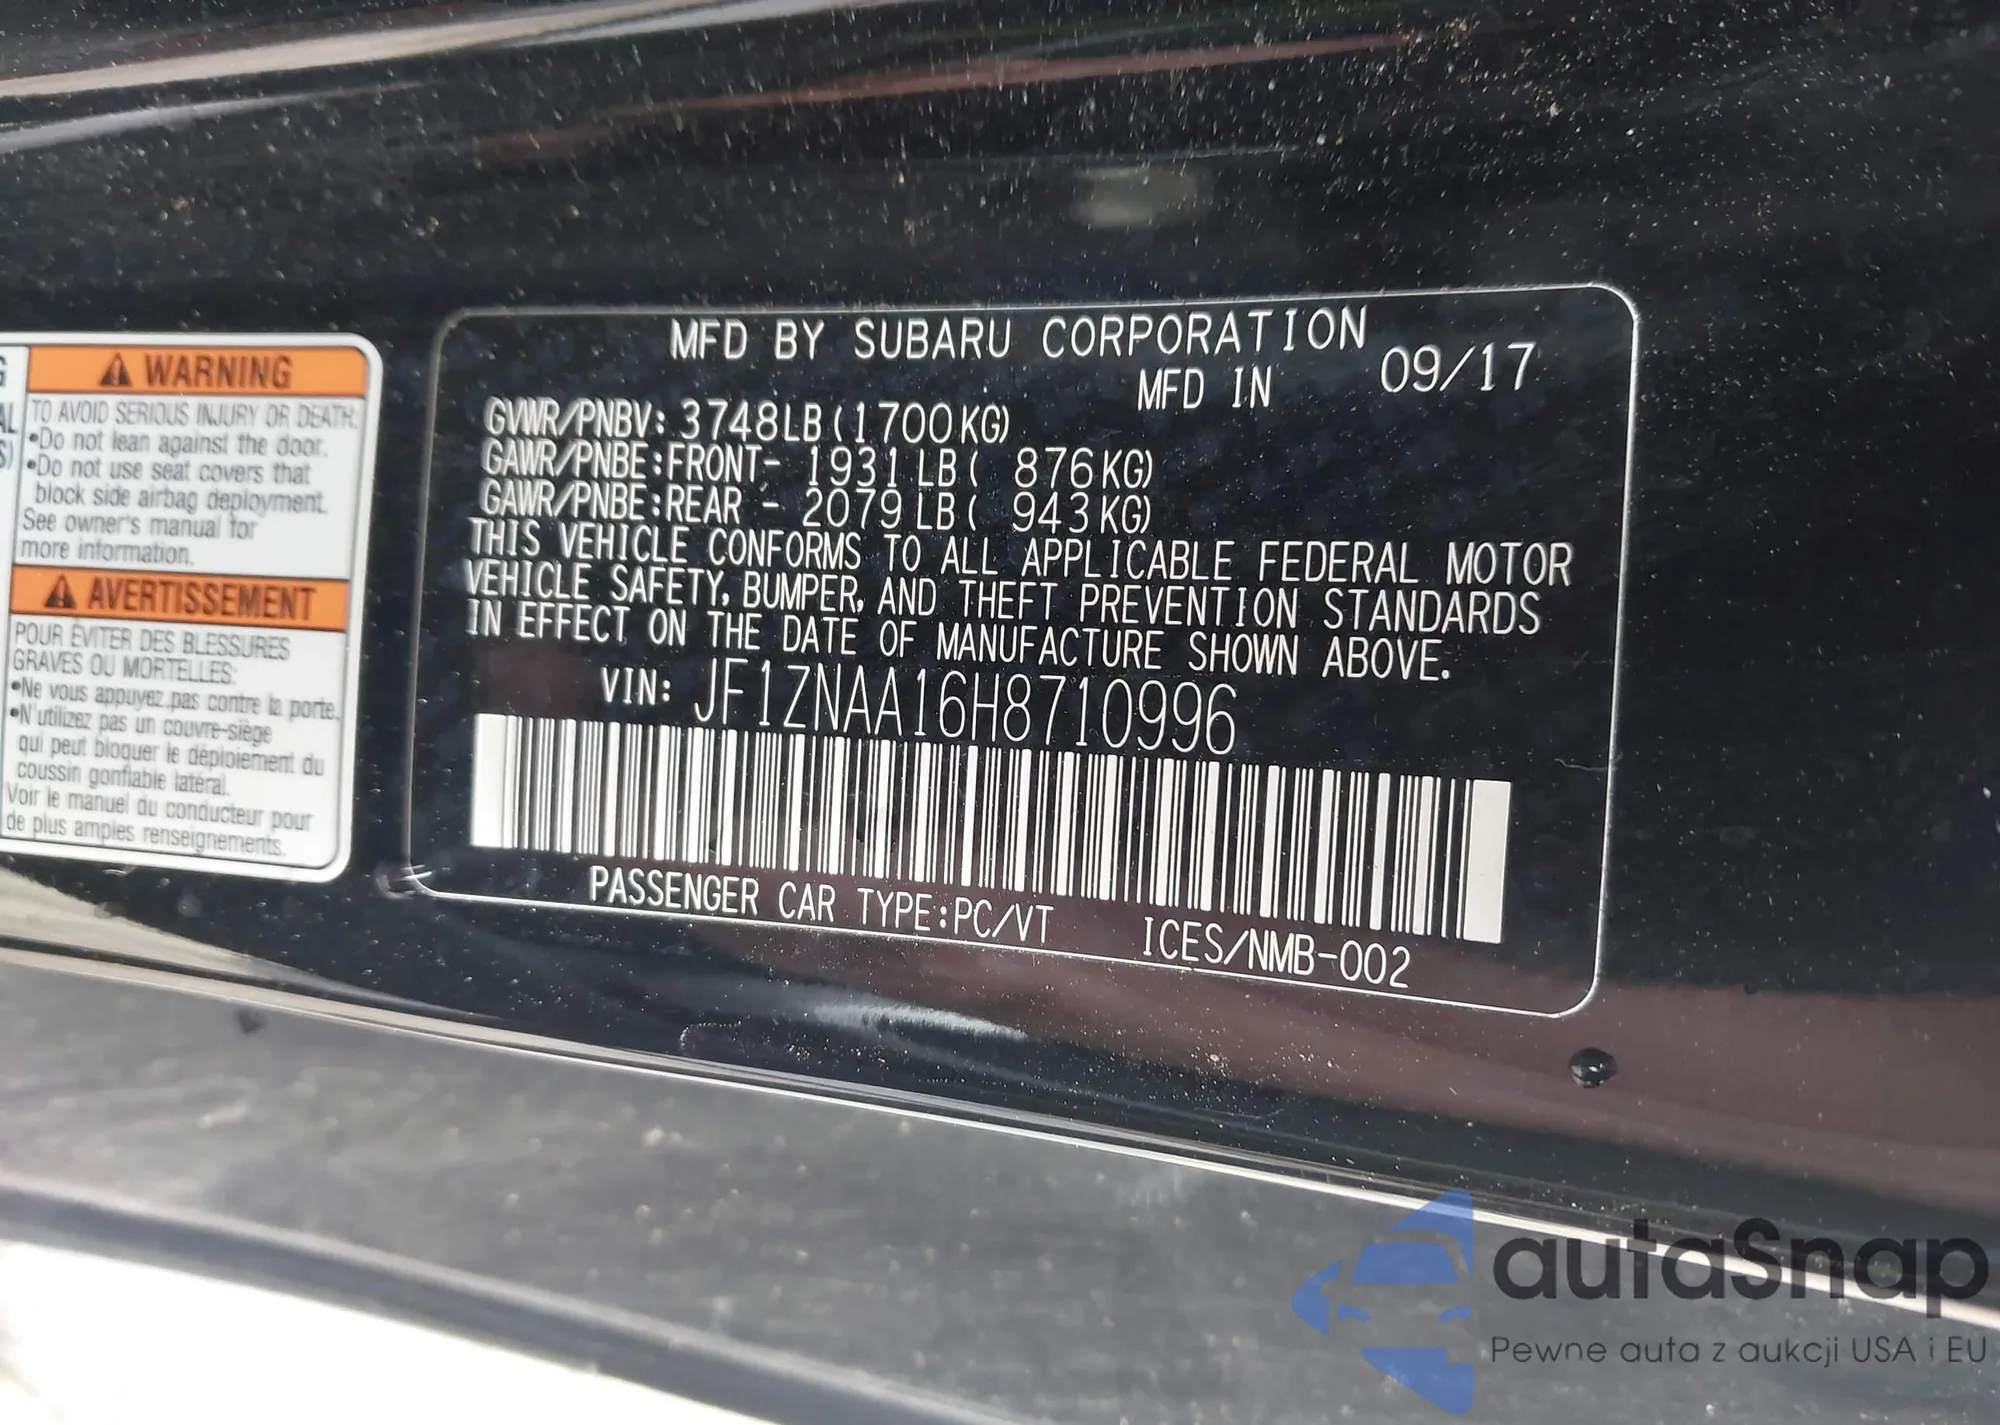 G
AL
S)
WARNING
TO AVOID SERIOUS INJURY OR DEATH:
•Do not lean against the door.
•Do not use seat covers that
block side airbag deployment.
See owner's manual for
more information.
AVERTISSEMENT
POUR ÉVITER DES BLESSURES
GRAVES OU MORTELLES:
•Ne vous appuyez pas contre la porte.
•N'utilizez pas un couvre-siège
qui peut bloquer le déploiement du
coussin gonflable latéral.
Voir le manuel du conducteur pour
de plus amples renseignements.
MFD BY SUBARU CORPORATION
MFD IN 09/17
GVWR/PNBV: 3748LB(1700KG)
GAWR/PNBE:FRONT- 1931LB( 876KG)
GAWR/PNBE:REAR - 2079LB( 943KG)
THIS VEHICLE CONFORMS TO ALL APPLICABLE FEDERAL MOTOR
VEHICLE SAFETY, BUMPER, AND THEFT PREVENTION STANDARDS
IN EFFECT ON THE DATE OF MANUFACTURE SHOWN ABOVE.
VIN: JF1ZNAA16H8710996
PASSENGER CAR TYPE:PC/VT ICES/NMB-002
autaSnap
Pewne auta z aukcji USA i EU